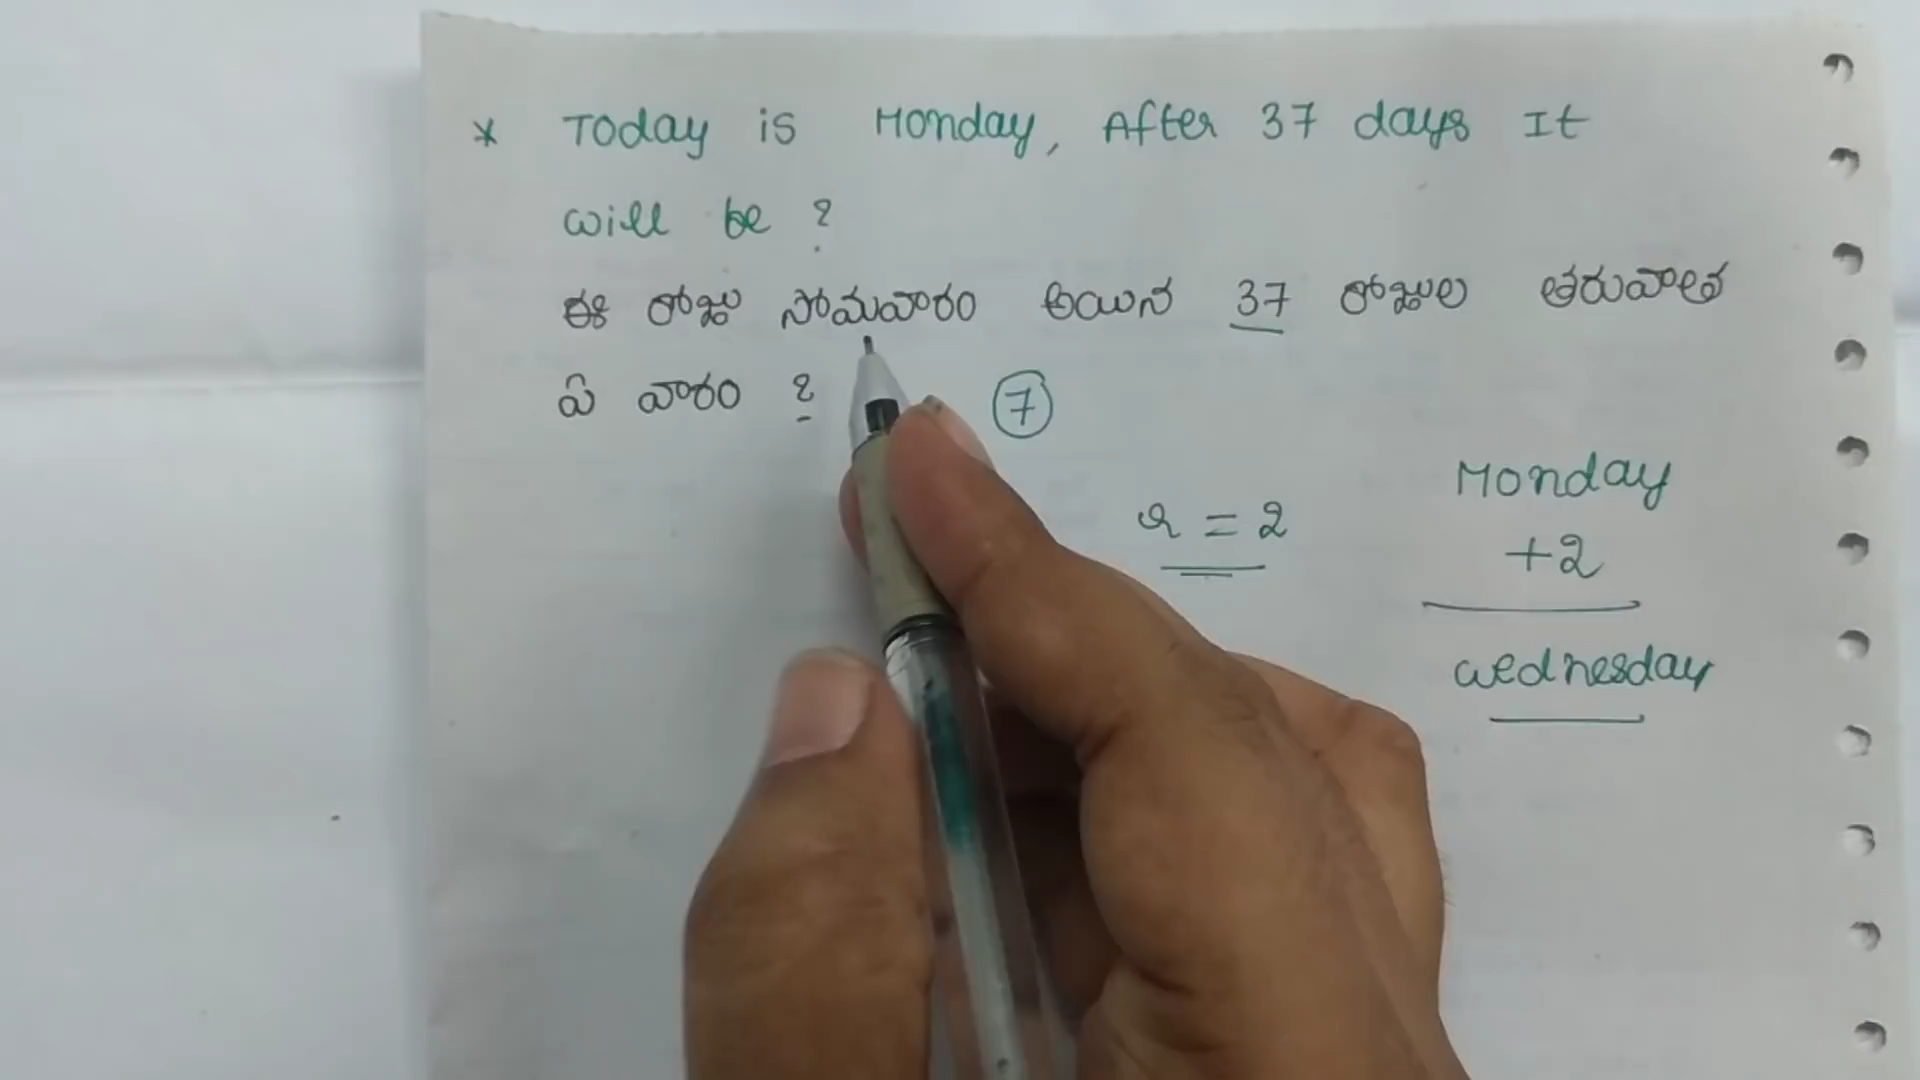 * Today is Monday, After 37 days It
will be ?
ఈ రోజు సోమవారం అయిన 37 రోజుల తరువాత
ఏ వారం ?
7
r = 2
Monday
+2
wednesday